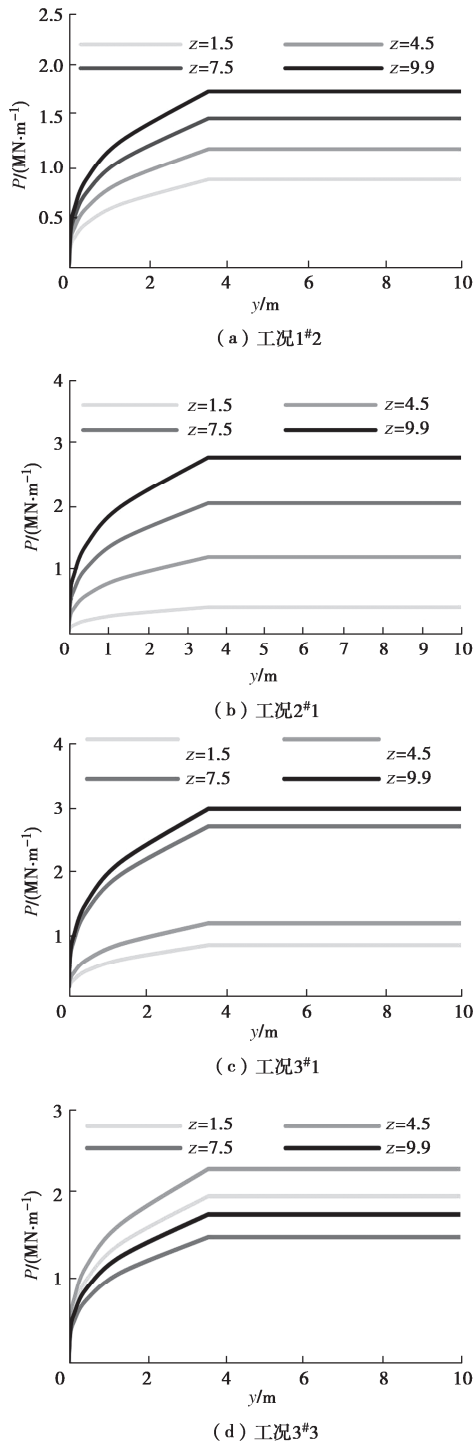 2.5
z=1.5 z=4.5
2.0
z=7.5 z=9.9
1.5
P/(MN·m⁻¹)
1.0
0.5
0 2 4 6 8 10
y/m
（a）工况1#2
4
z=1.5 z=4.5
z=7.5 z=9.9
3
P/(MN·m⁻¹)
2
1
0 1 2 3 4 5 6 7 8 9 10
y/m
（b）工况2#1
4
z=1.5 z=4.5
z=7.5 z=9.9
3
P/(MN·m⁻¹)
2
1
0 2 4 6 8 10
y/m
（c）工况3#1
3
z=1.5 z=4.5
z=7.5 z=9.9
2
P/(MN·m⁻¹)
1
0 2 4 6 8 10
y/m
（d）工况3#3